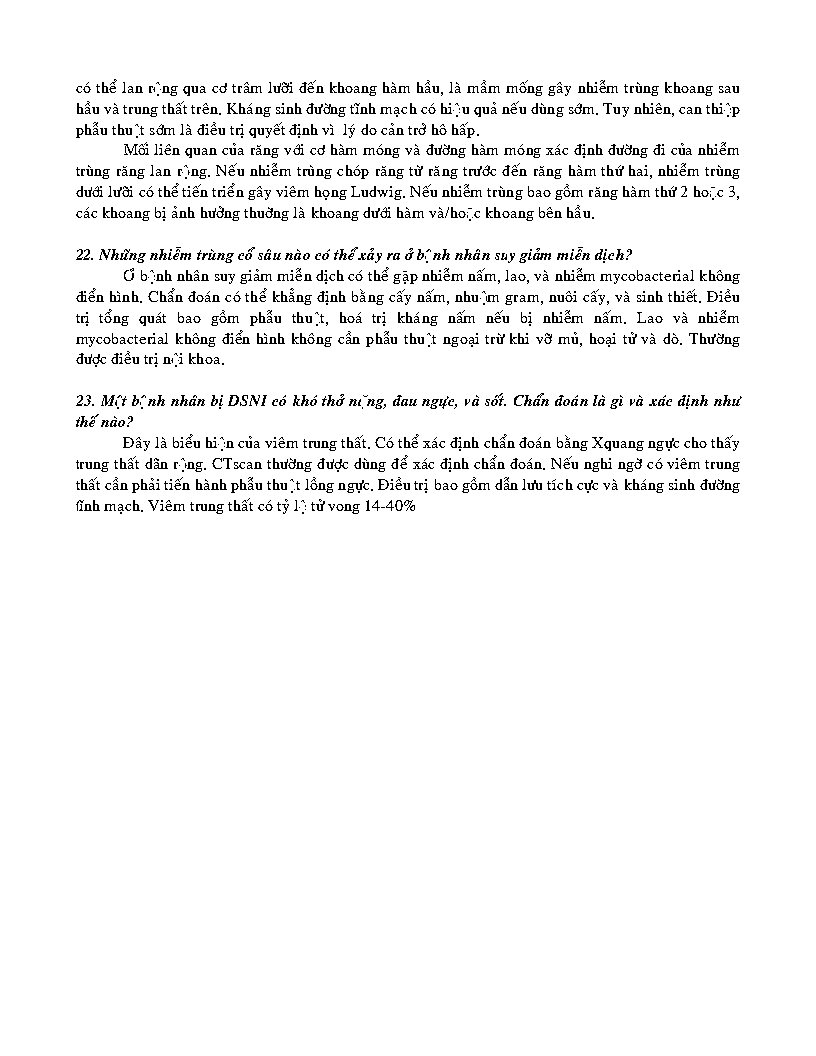 có thể lan rộng qua cơ trâm lưỡi đến khoang hàm hầu, là mầm mống gây nhiễm trùng khoang sau
hầu và trung thất trên. Kháng sinh đường tĩnh mạch có hiệu quả nếu dùng sớm. Tuy nhiên, can thiệp
phẫu thuật sớm là điều trị quyết định vì lý do cản trở hô hấp.
Mối liên quan của răng với cơ hàm móng và đường hàm móng xác định đường đi của nhiễm
trùng răng lan rộng. Nếu nhiễm trùng chóp răng từ răng trước đến răng hàm thứ hai, nhiễm trùng
dưới lưỡi có thể tiến triển gây viêm họng Ludwig. Nếu nhiễm trùng bao gồm răng hàm thứ 2 hoặc 3,
các khoang bị ảnh hưởng thuờng là khoang dưới hàm và/hoặc khoang bên hầu.
22. Những nhiễm trùng cổ sâu nào có thể xảy ra ở bệnh nhân suy giảm miễn dịch?
Ở bệnh nhân suy giảm miễn dịch có thể gặp nhiễm nấm, lao, và nhiễm mycobacterial không
điển hình. Chẩn đoán có thể khẳng định bằng cấy nấm, nhuộm gram, nuôi cấy, và sinh thiết. Điều
trị tổng quát bao gồm phẫu thuật, hoá trị kháng nấm nếu bị nhiễm nấm. Lao và nhiễm
mycobacterial không điển hình không cần phẫu thuật ngoại trừ khi vỡ mủ, hoại tử và dò. Thường
được điều trị nội khoa.
23. Một bệnh nhân bị DSNI có khó thở nặng, đau ngực, và sốt. Chẩn đoán là gì và xác định như
thế nào?
Đây là biểu hiện của viêm trung thất. Có thể xác định chẩn đoán bằng Xquang ngực cho thấy
trung thất dãn rộng. CTscan thường được dùng để xác định chẩn đoán. Nếu nghi ngờ có viêm trung
thất cần phải tiến hành phẫu thuật lồng ngực. Điều trị bao gồm dẫn lưu tích cực và kháng sinh đường
tĩnh mạch. Viêm trung thất có tỷ lệ tử vong 14-40%